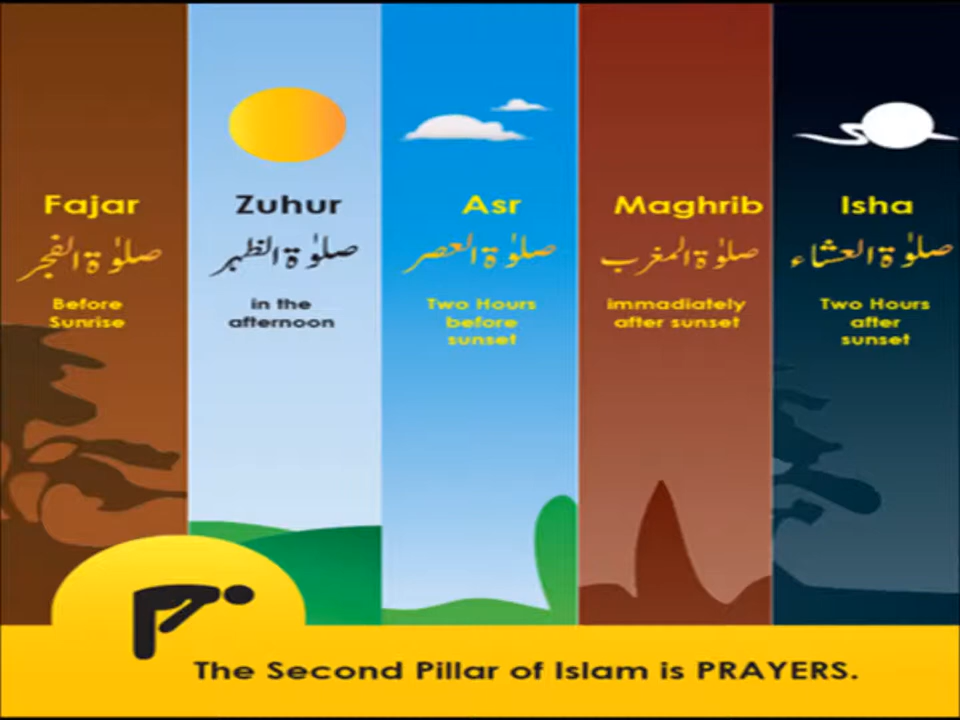 Fajar
صلوٰة الفجر
Before
Sunrise
Zuhur
صلوٰة الظهر
in the
afternoon
Asr
صلوٰة العصر
Two Hours
before
sunset
Maghrib
صلوٰة المغرب
immadiately
after sunset
Isha
صلوٰة العشاء
Two Hours
after
sunset
The Second Pillar of Islam is PRAYERS.